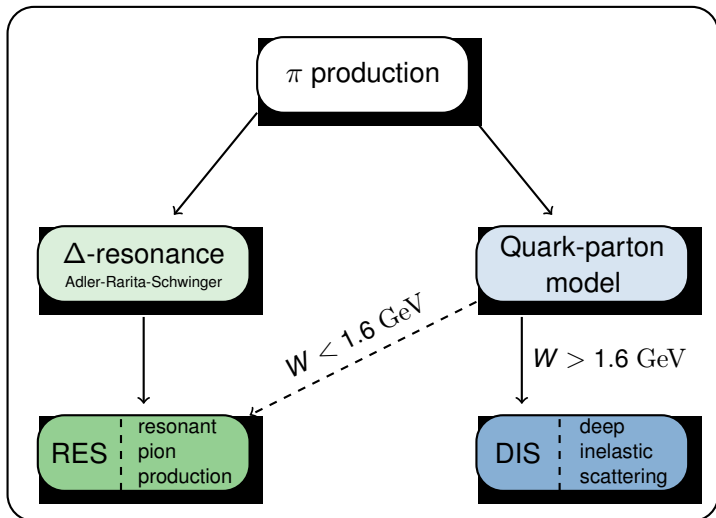 π production
Δ-resonance
Adler-Rarita-Schwinger
Quark-parton
model
W < 1.6 GeV
W > 1.6 GeV
RES
resonant
pion
production
DIS
deep
inelastic
scattering